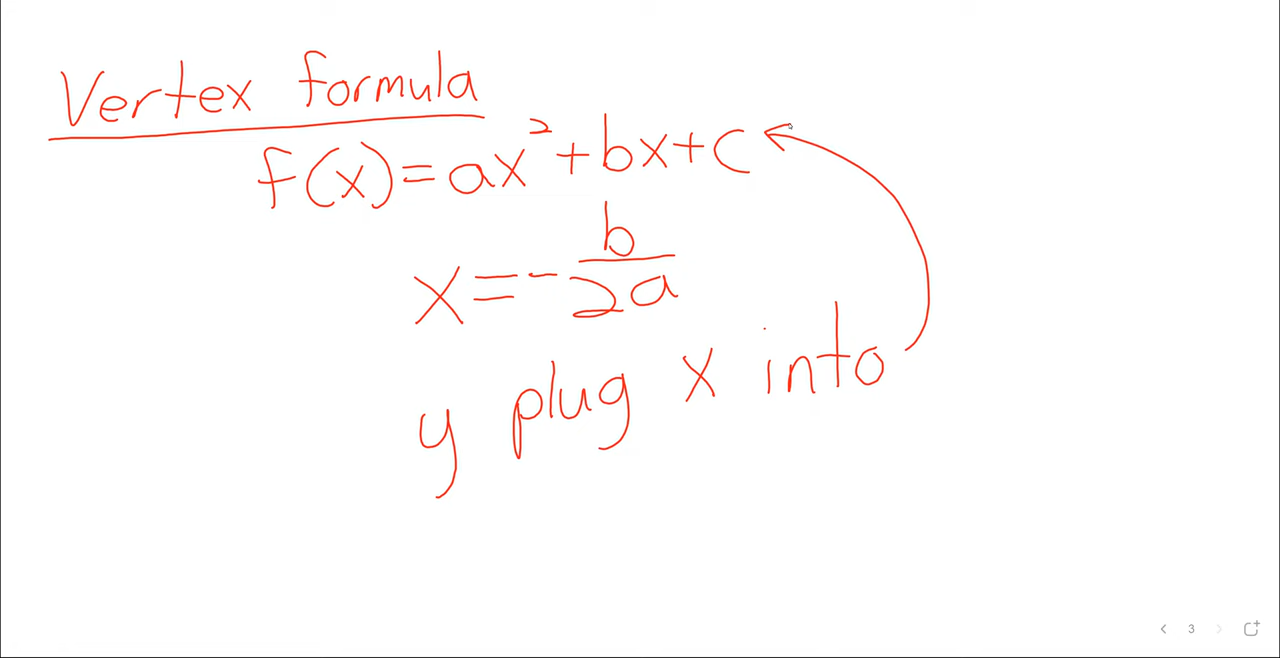 Vertex formula
f(x)=ax²+bx+c
x=-b/2a
y plug x into
3